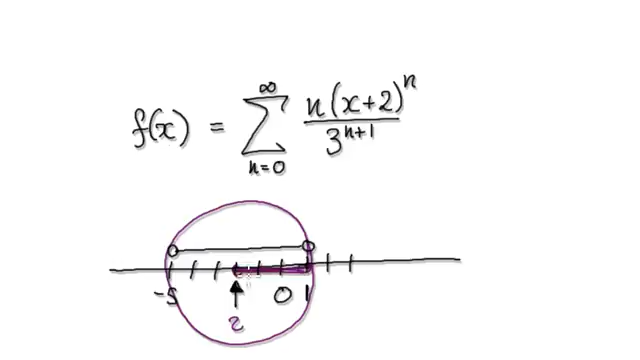 f(x) = ∞∑n=0 n(x+2)^n / 3^(n+1)
-5 0 1
2